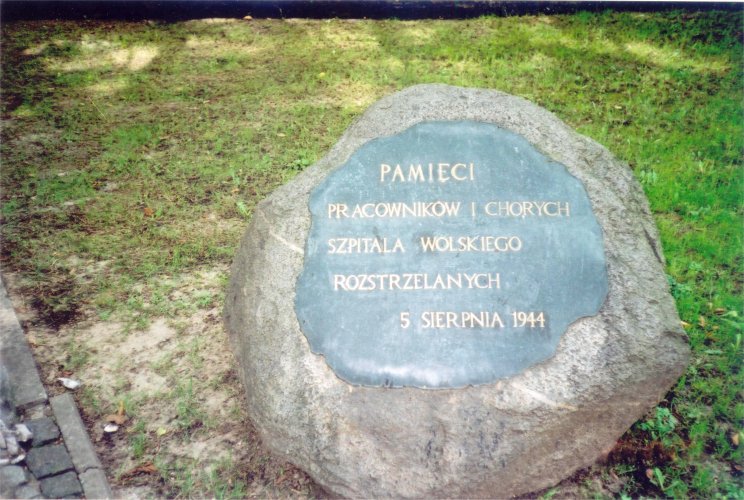 PAMIĘCI
PRACOWNIKÓW I CHORYCH
SZPITALA WOLSKIEGO
ROZSTRZELANYCH
5 SIERPNIA 1944